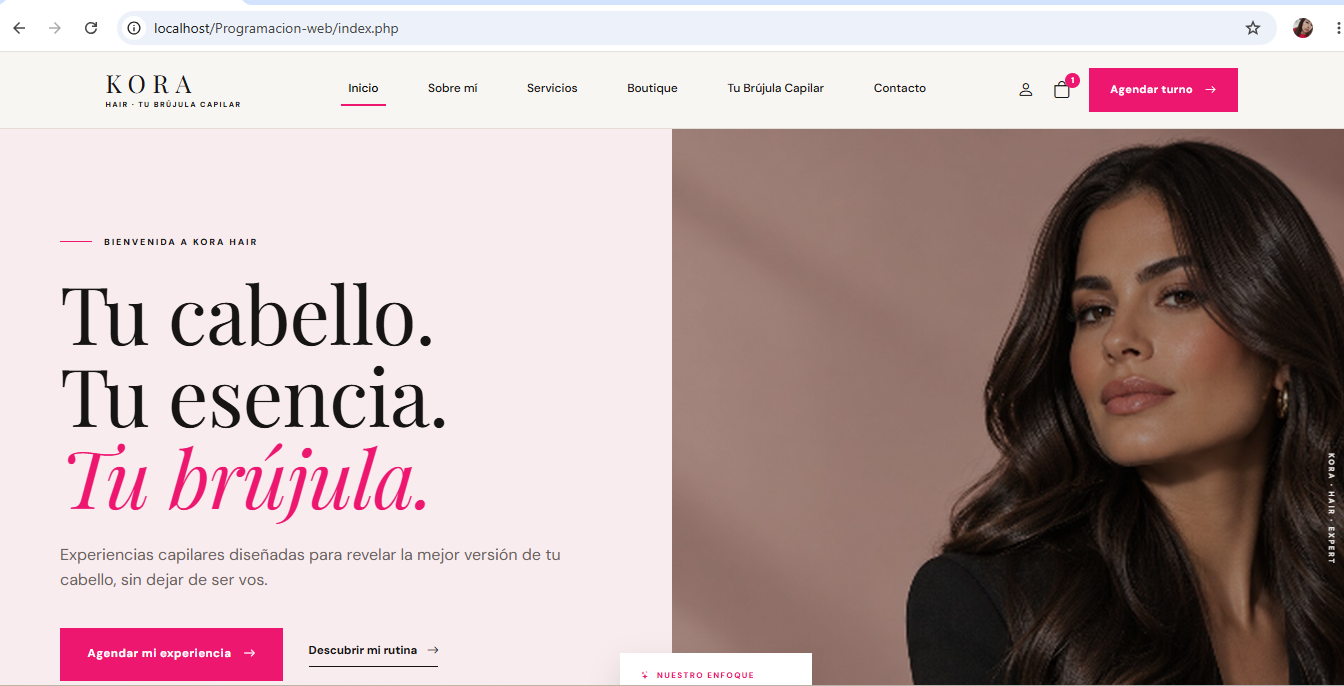 localhost/Programacion-web/index.php
KORA
HAIR · TU BRÚJULA CAPILAR
Inicio
Sobre mí
Servicios
Boutique
Tu Brújula Capilar
Contacto
1
Agendar turno →
BIENVENIDA A KORA HAIR
Tu cabello.
Tu esencia.
Tu brújula.
Experiencias capilares diseñadas para revelar la mejor versión de tu
cabello, sin dejar de ser vos.
Agendar mi experiencia →
Descubrir mi rutina →
NUESTRO ENFOQUE
KORA · HAIR · EXPERT